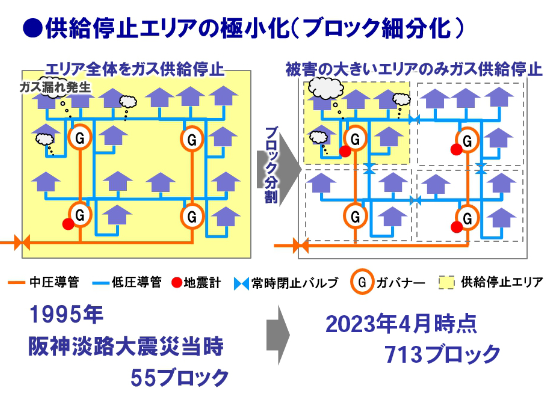 ●供給停止エリアの極小化（ブロック細分化）
エリア全体をガス供給停止
被害の大きいエリアのみガス供給停止
ガス漏れ発生
G
G
G
G
ブロック分割
G
G
G
G
中圧導管
低圧導管
地震計
常時閉止バルブ
G
ガバナー
供給停止エリア
1995年
阪神淡路大震災当時
55ブロック
2023年4月時点
713ブロック